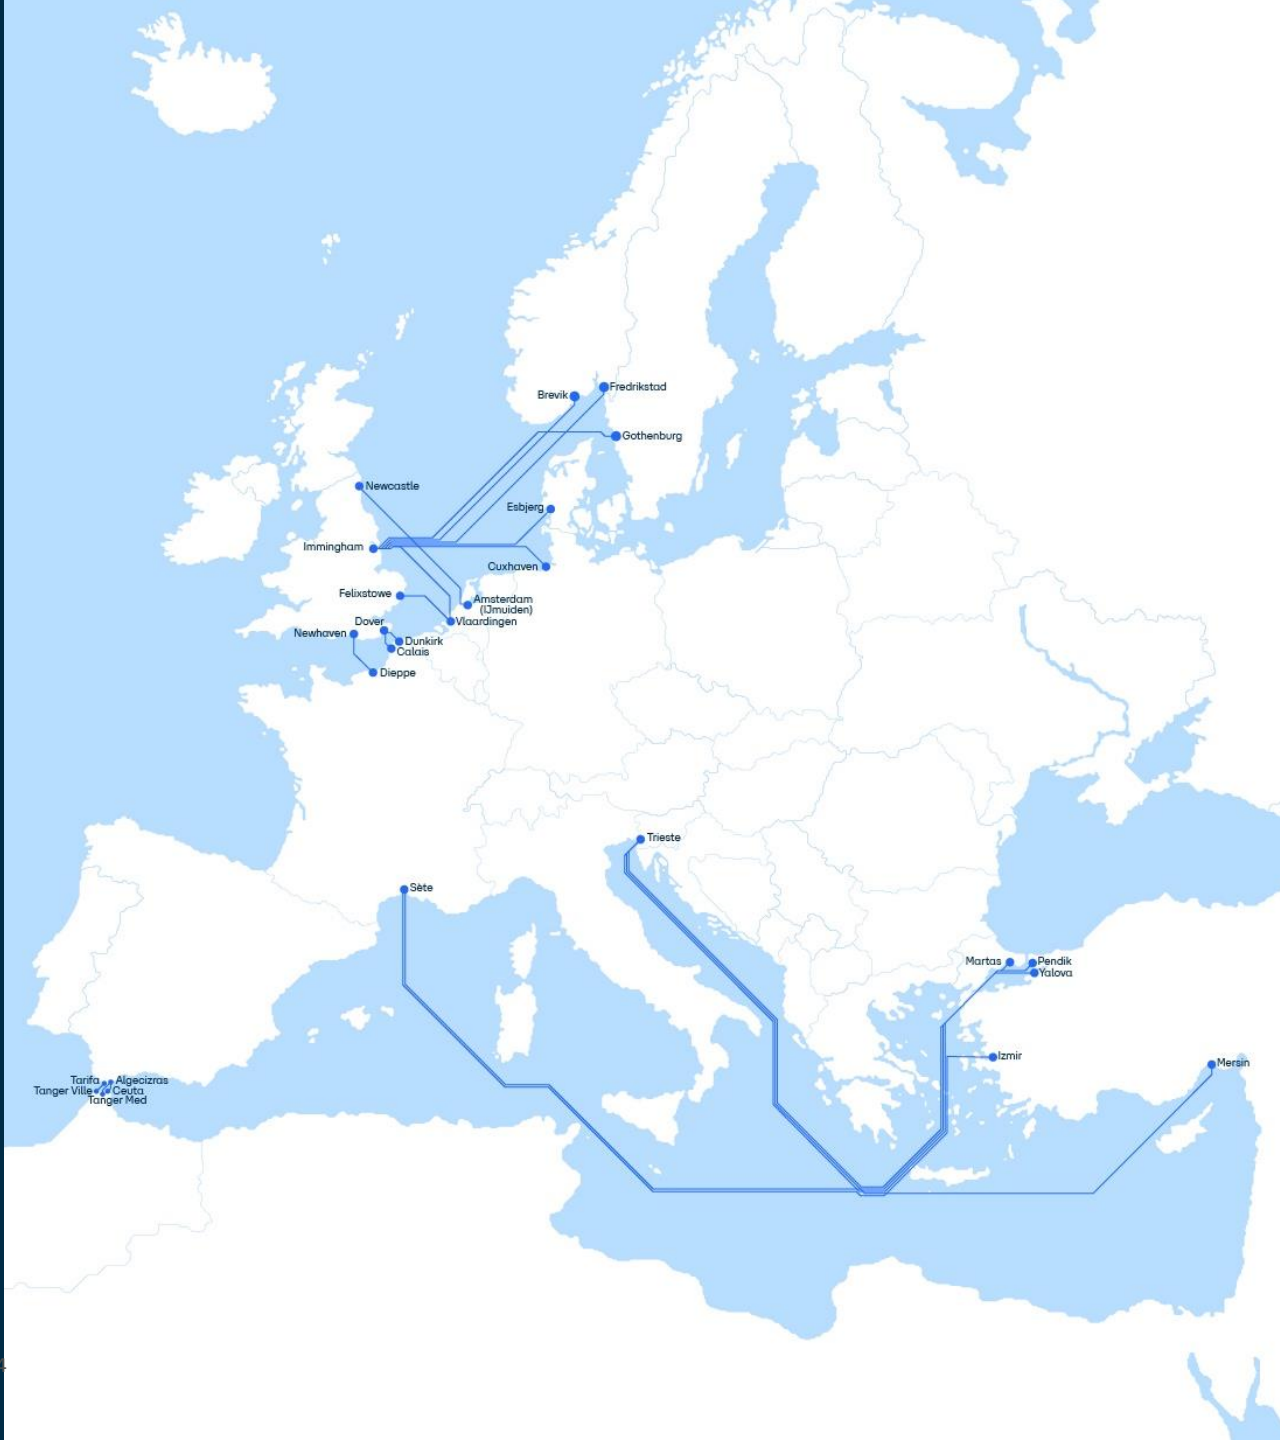 Fredrikstad
Brevik
Gothenburg
Newcastle
Esbjerg
Immingham
Cuxhaven
Felixstowe
Amsterdam
(IJmuiden)
Dover
Vlaardingen
Newhaven
Dunkirk
Calais
Dieppe
Trieste
Sète
Martas
Pendik
Yalova
Izmir
Mersin
Tarifa
Algecizras
Tanger Ville
Ceuta
Tanger Med